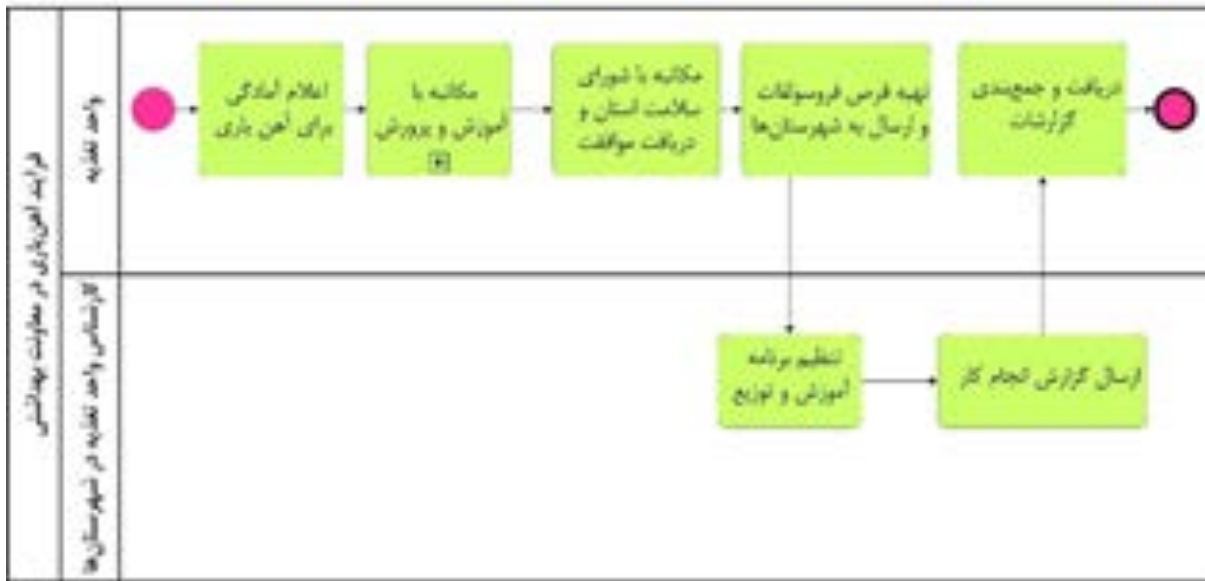 فرایند آهن‌یاری در معاونت بهداشتی
واحد تغذیه
اعلام آمادگی
برای آهن یاری
مکاتبه با
آموزش و پرورش
مکاتبه با شورای
سلامت استان و
دریافت موافقت
تهیه قرص فروسولفات
و ارسال به شهرستان‌ها
دریافت و جمع‌بندی
گزارشات
کارشناس واحد تغذیه در شهرستان‌ها
تنظیم برنامه
آموزش و توزیع
ارسال گزارش انجام کار